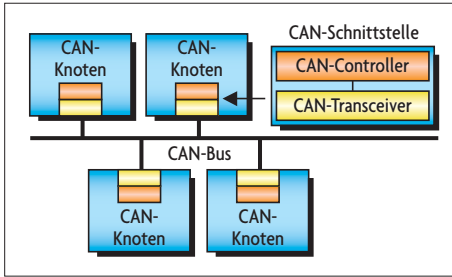 CAN-
Knoten
CAN-
Knoten
CAN-Schnittstelle
CAN-Controller
CAN-Transceiver
CAN-Bus
CAN-
Knoten
CAN-
Knoten